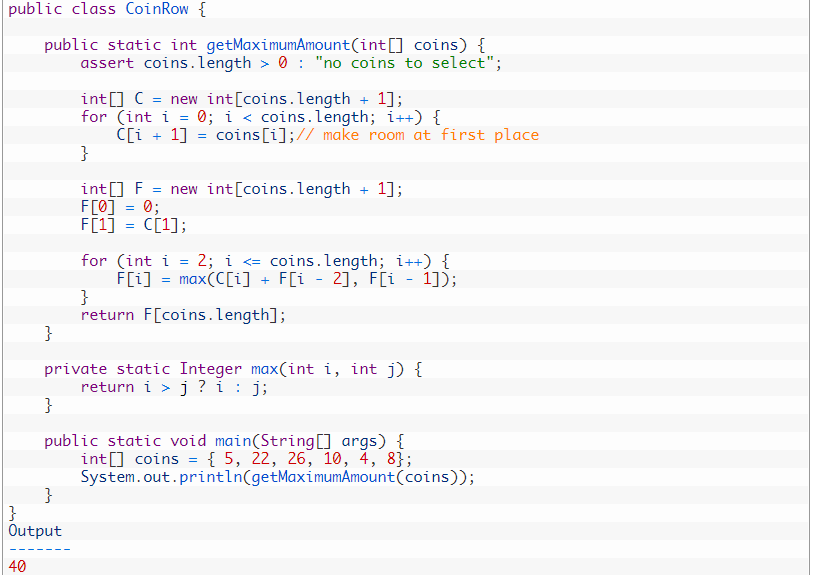 public class CoinRow {
    public static int getMaximumAmount(int[] coins) {
        assert coins.length > 0 : "no coins to select";
        int[] C = new int[coins.length + 1];
        for (int i = 0; i < coins.length; i++) {
            C[i + 1] = coins[i];// make room at first place
        }
        int[] F = new int[coins.length + 1];
        F[0] = 0;
        F[1] = C[1];
        for (int i = 2; i <= coins.length; i++) {
            F[i] = max(C[i] + F[i - 2], F[i - 1]);
        }
        return F[coins.length];
    }
    private static Integer max(int i, int j) {
        return i > j ? i : j;
    }
    public static void main(String[] args) {
        int[] coins = { 5, 22, 26, 10, 4, 8};
        System.out.println(getMaximumAmount(coins));
    }
}
Output
-------
40